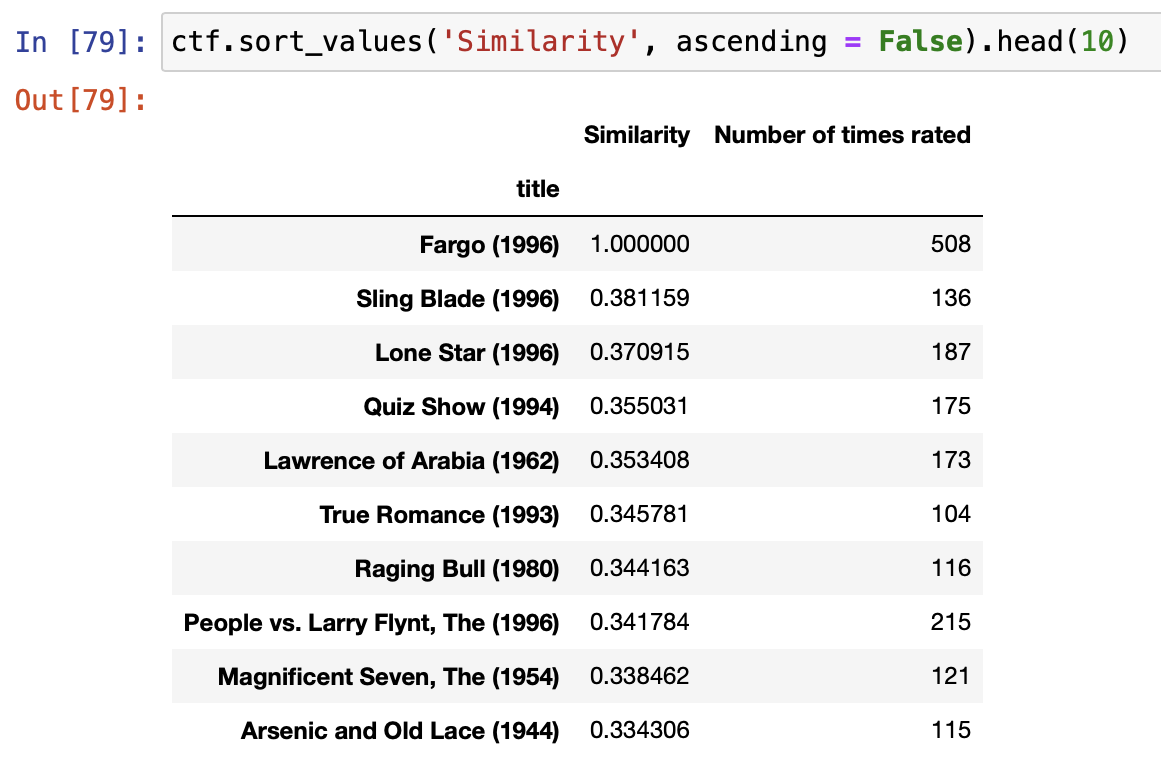 In [79]: ctf.sort_values('Similarity', ascending = False).head(10)
Out[79]:
Similarity Number of times rated
title
Fargo (1996) 1.000000 508
Sling Blade (1996) 0.381159 136
Lone Star (1996) 0.370915 187
Quiz Show (1994) 0.355031 175
Lawrence of Arabia (1962) 0.353408 173
True Romance (1993) 0.345781 104
Raging Bull (1980) 0.344163 116
People vs. Larry Flynt, The (1996) 0.341784 215
Magnificent Seven, The (1954) 0.338462 121
Arsenic and Old Lace (1944) 0.334306 115